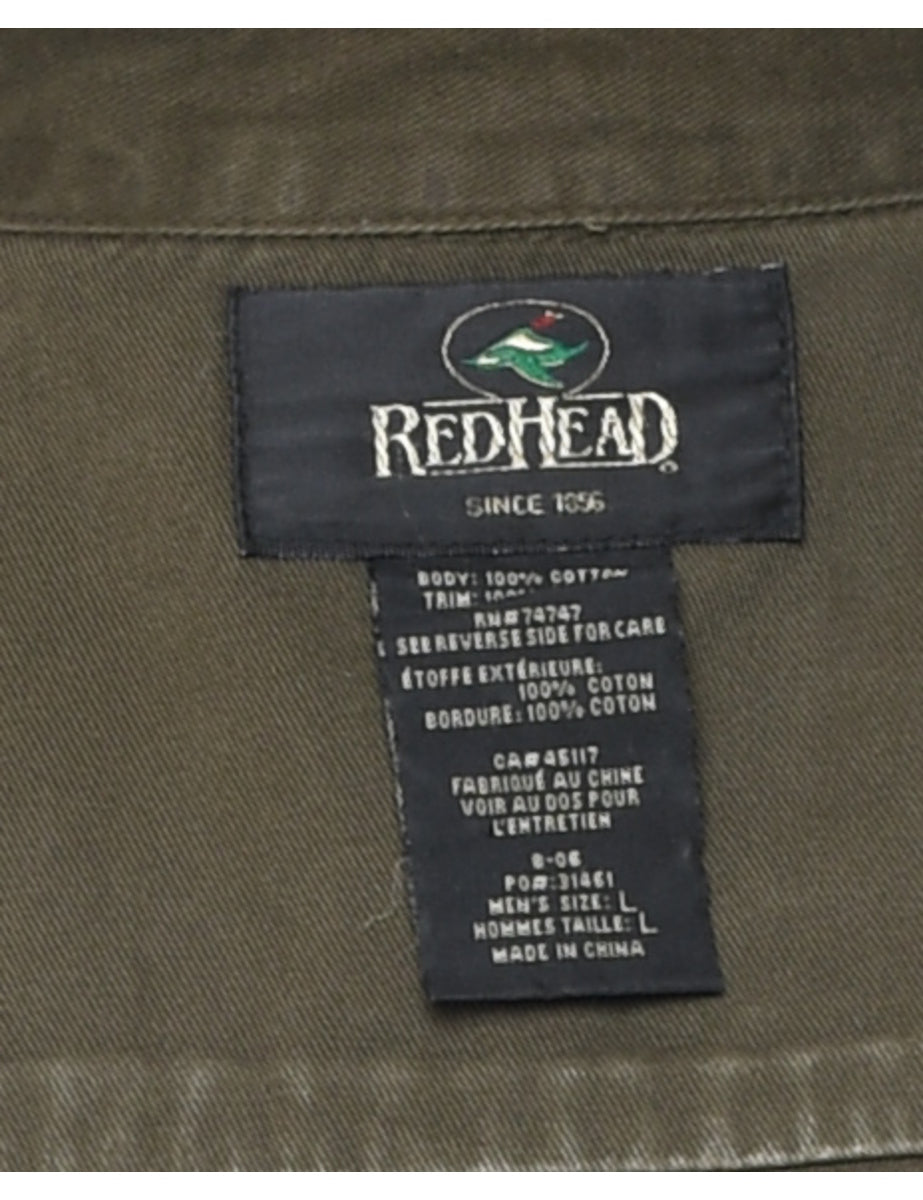 REDHEAD
SINCE 1856
BODY: 100% COTTON
TRIM: 100%
RN#74747
SEE REVERSE SIDE FOR CARE
ÉTOFFE EXTÉRIEURE:
100% COTON
BORDURE: 100% COTON
CA#45117
FABRIQUÉ AU CHINE
VOIR AU DOS POUR
L'ENTRETIEN
8-06
PO#:31461
MEN'S SIZE: L
HOMMES TAILLE: L
MADE IN CHINA